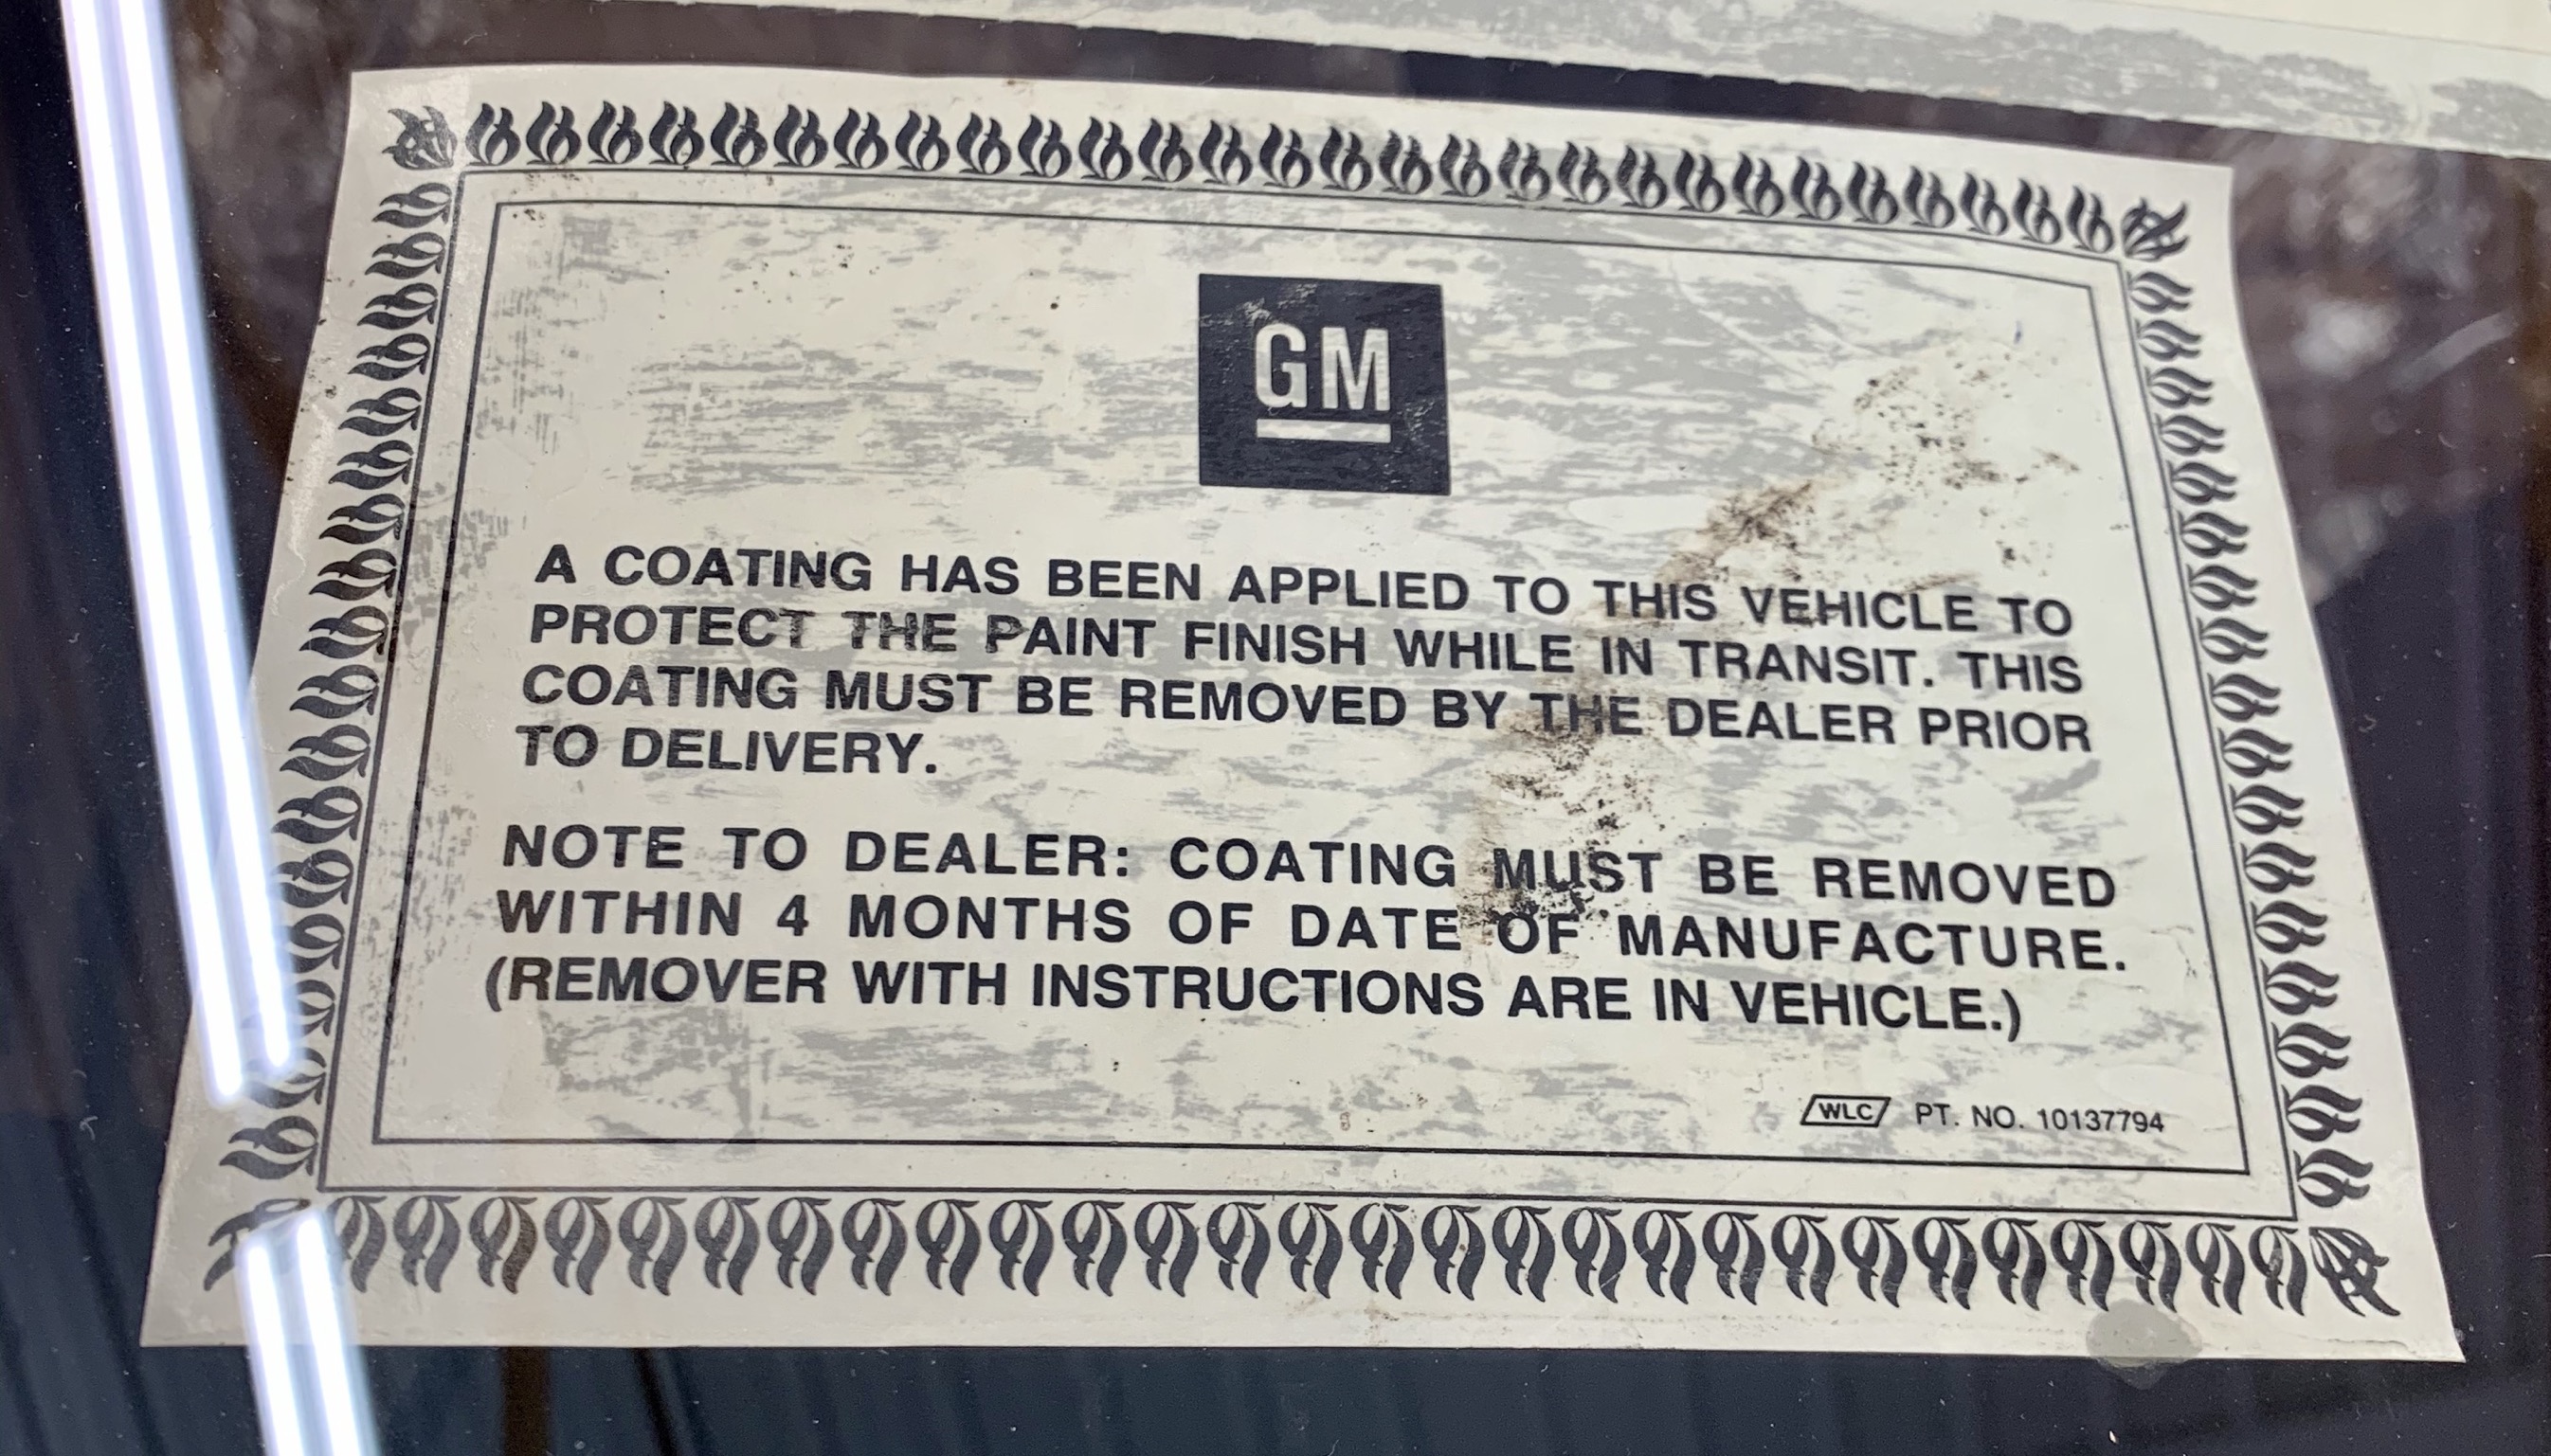 GM
A COATING HAS BEEN APPLIED TO THIS VEHICLE TO
PROTECT THE PAINT FINISH WHILE IN TRANSIT. THIS
COATING MUST BE REMOVED BY THE DEALER PRIOR
TO DELIVERY.
NOTE TO DEALER: COATING MUST BE REMOVED
WITHIN 4 MONTHS OF DATE OF MANUFACTURE.
(REMOVER WITH INSTRUCTIONS ARE IN VEHICLE.)
WLC PT. NO. 10137794